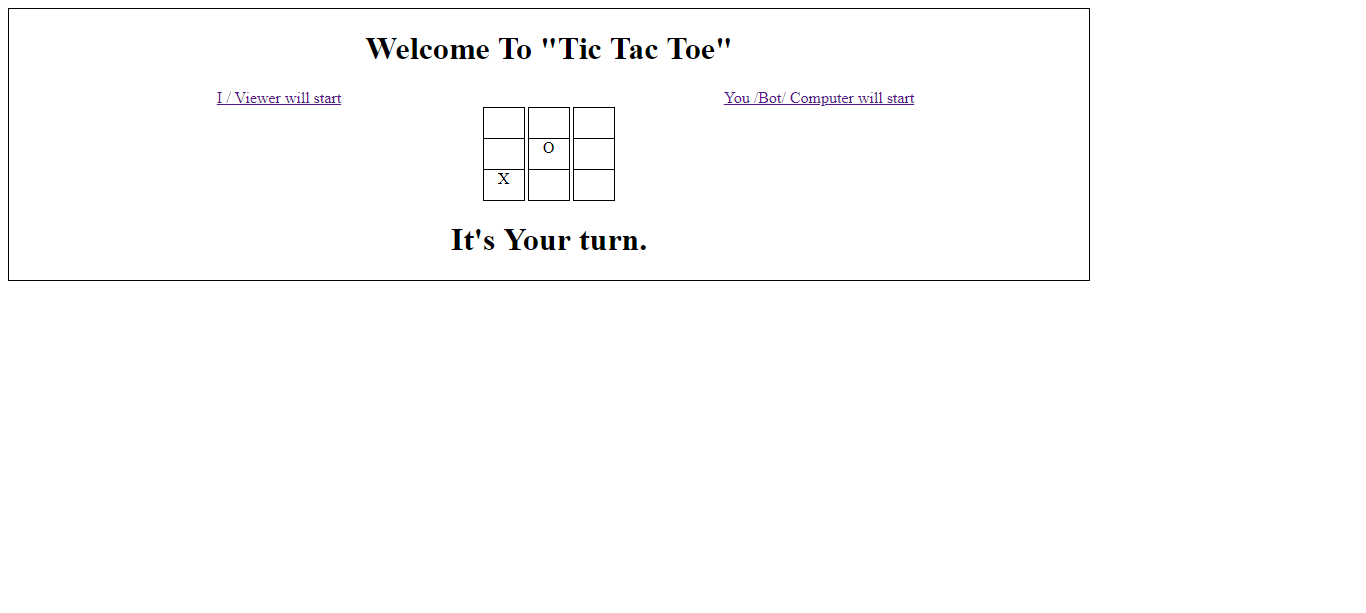 Welcome To "Tic Tac Toe"
I / Viewer will start
You /Bot/ Computer will start
O
X
It's Your turn.